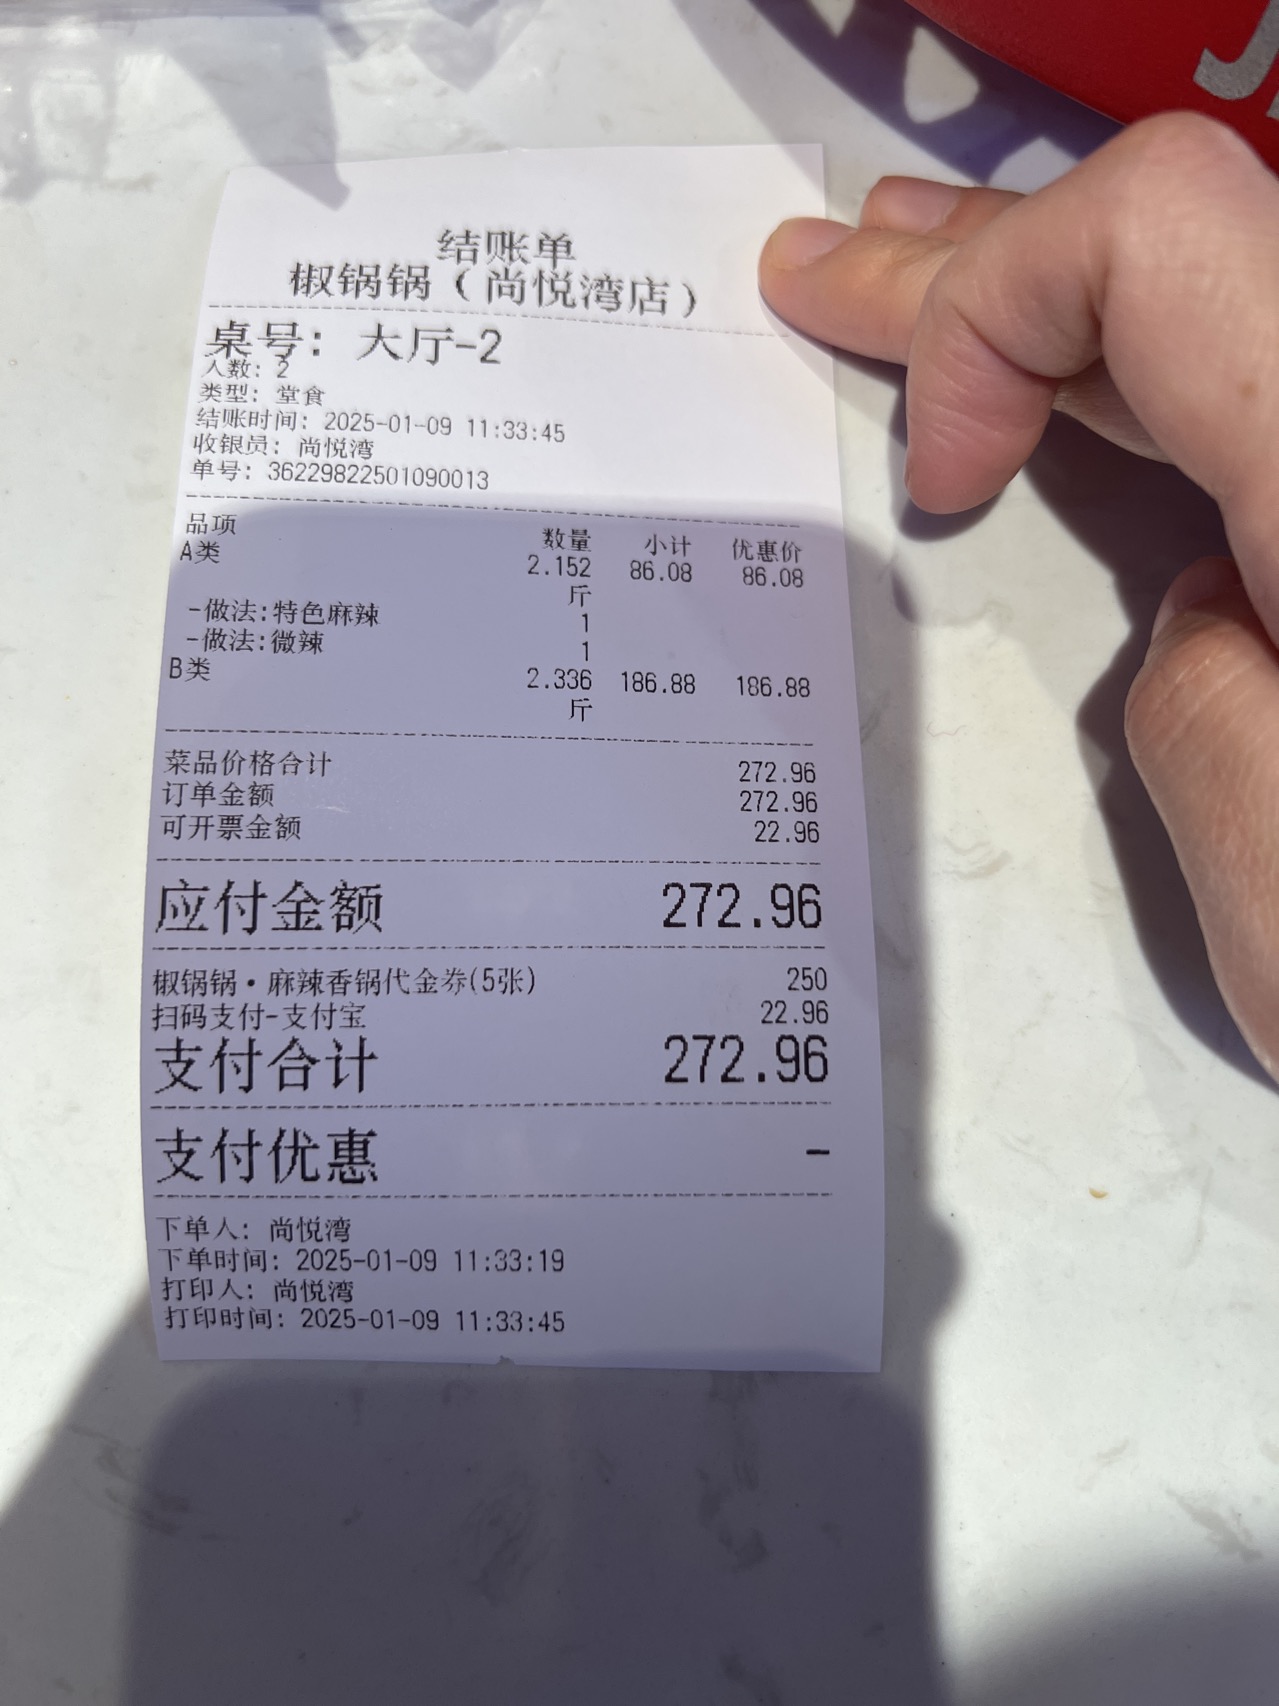 结账单
椒锅锅（尚悦湾店）
桌号：大厅-2
人数：2
类型：堂食
结账时间：2025-01-09 11:33:45
收银员：尚悦湾
单号：36229822501090013
品项 数量 小计 优惠价
A类 2.152 86.08 86.08
斤
-做法:特色麻辣 1
-做法:微辣 1
B类 2.336 186.88 186.88
斤
菜品价格合计 272.96
订单金额 272.96
可开票金额 22.96
应付金额 272.96
椒锅锅·麻辣香锅代金券(5张) 250
扫码支付-支付宝 22.96
支付合计 272.96
支付优惠 -
下单人：尚悦湾
下单时间：2025-01-09 11:33:19
打印人：尚悦湾
打印时间：2025-01-09 11:33:45